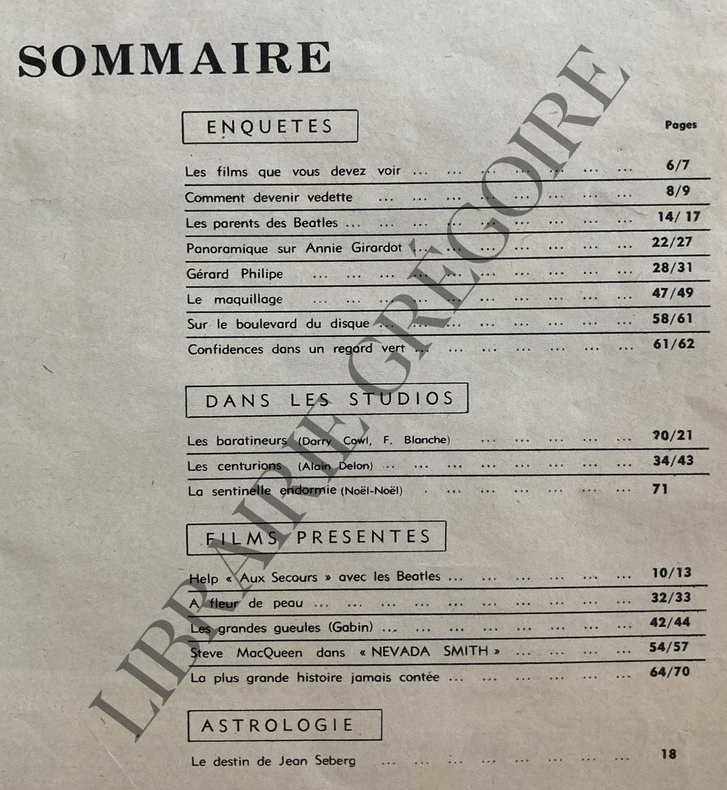 SOMMAIRE
ENQUETES
Pages
Les films que vous devez voir ... ... ... ... ... ... 6/7
Comment devenir vedette ... ... ... ... ... ... ... 8/9
Les parents des Beatles ... ... ... ... ... ... ... 14/17
Panoramique sur Annie Girardot ... ... ... ... ... ... 22/27
Gérard Philipe ... ... ... ... ... ... ... ... 28/31
Le maquillage ... ... ... ... ... ... ... ... 47/49
Sur le boulevard du disque ... ... ... ... ... ... ... 58/61
Confidences dans un regard vert ... ... ... ... ... ... 61/62
DANS LES STUDIOS
Les baratineurs (Darry Cowl, F. Blanche) ... ... ... ... 20/21
Les centurions (Alain Delon) ... ... ... ... ... ... 34/43
La sentinelle endormie (Noël-Noël) . ... ... ... ... ... 71
FILMS PRESENTES
Help « Aux Secours » avec les Beatles ... ... ... ... ... 10/13
A fleur de peau ... ... ... ... ... ... ... ... 32/33
Les grandes gueules (Gabin) ... ... ... ... ... ... 42/44
Steve MacQueen dans « NEVADA SMITH » ... ... ... ... 54/57
La plus grande histoire jamais contée ... ... ... ... ... 64/70
ASTROLOGIE
Le destin de Jean Seberg ... ... ... ... ... ... ... 18
LIBRAIRIE GRÉGOIRE